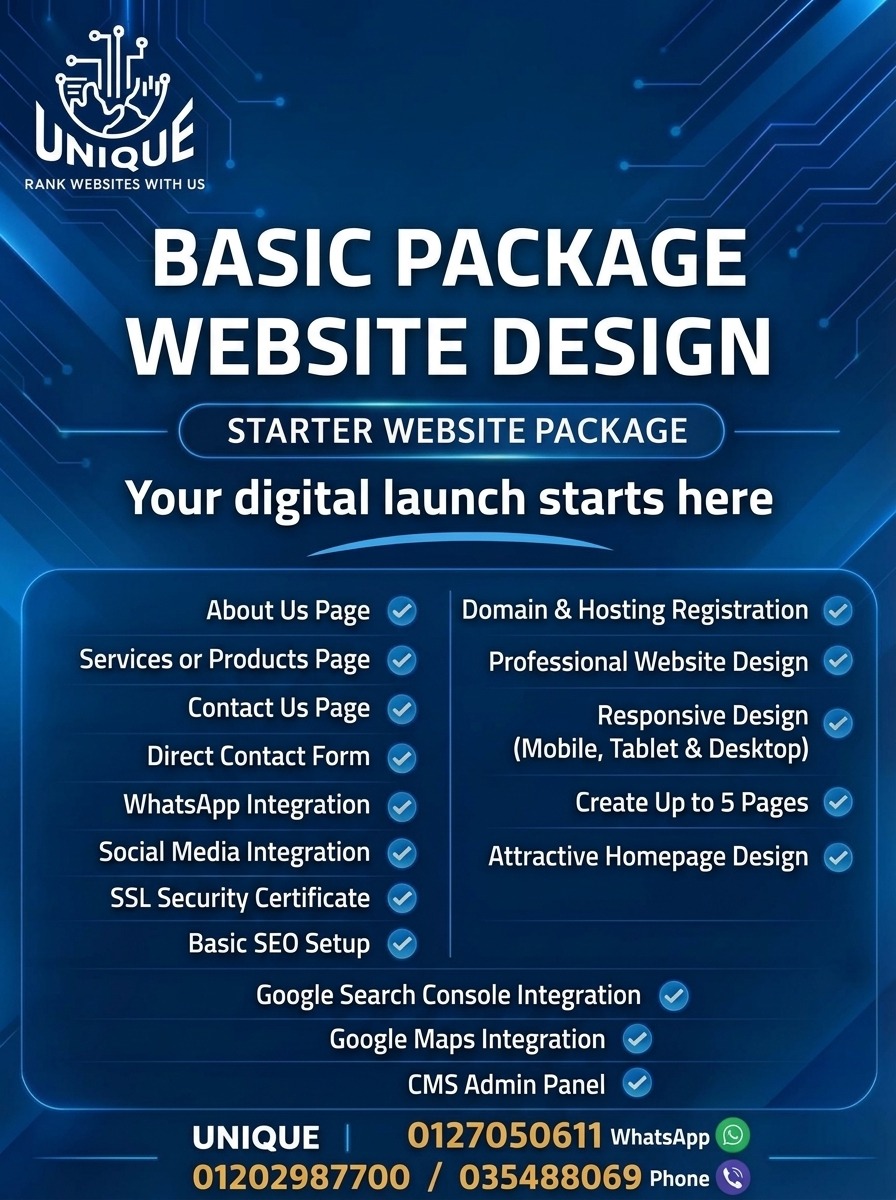 UNIQUE
RANK WEBSITES WITH US
BASIC PACKAGE
WEBSITE DESIGN
STARTER WEBSITE PACKAGE
Your digital launch starts here
About Us Page
Services or Products Page
Contact Us Page
Direct Contact Form
WhatsApp Integration
Social Media Integration
SSL Security Certificate
Basic SEO Setup
Domain & Hosting Registration
Professional Website Design
Responsive Design
(Mobile, Tablet & Desktop)
Create Up to 5 Pages
Attractive Homepage Design
Google Search Console Integration
Google Maps Integration
CMS Admin Panel
UNIQUE | 0127050611 WhatsApp
01202987700 / 035488069 Phone